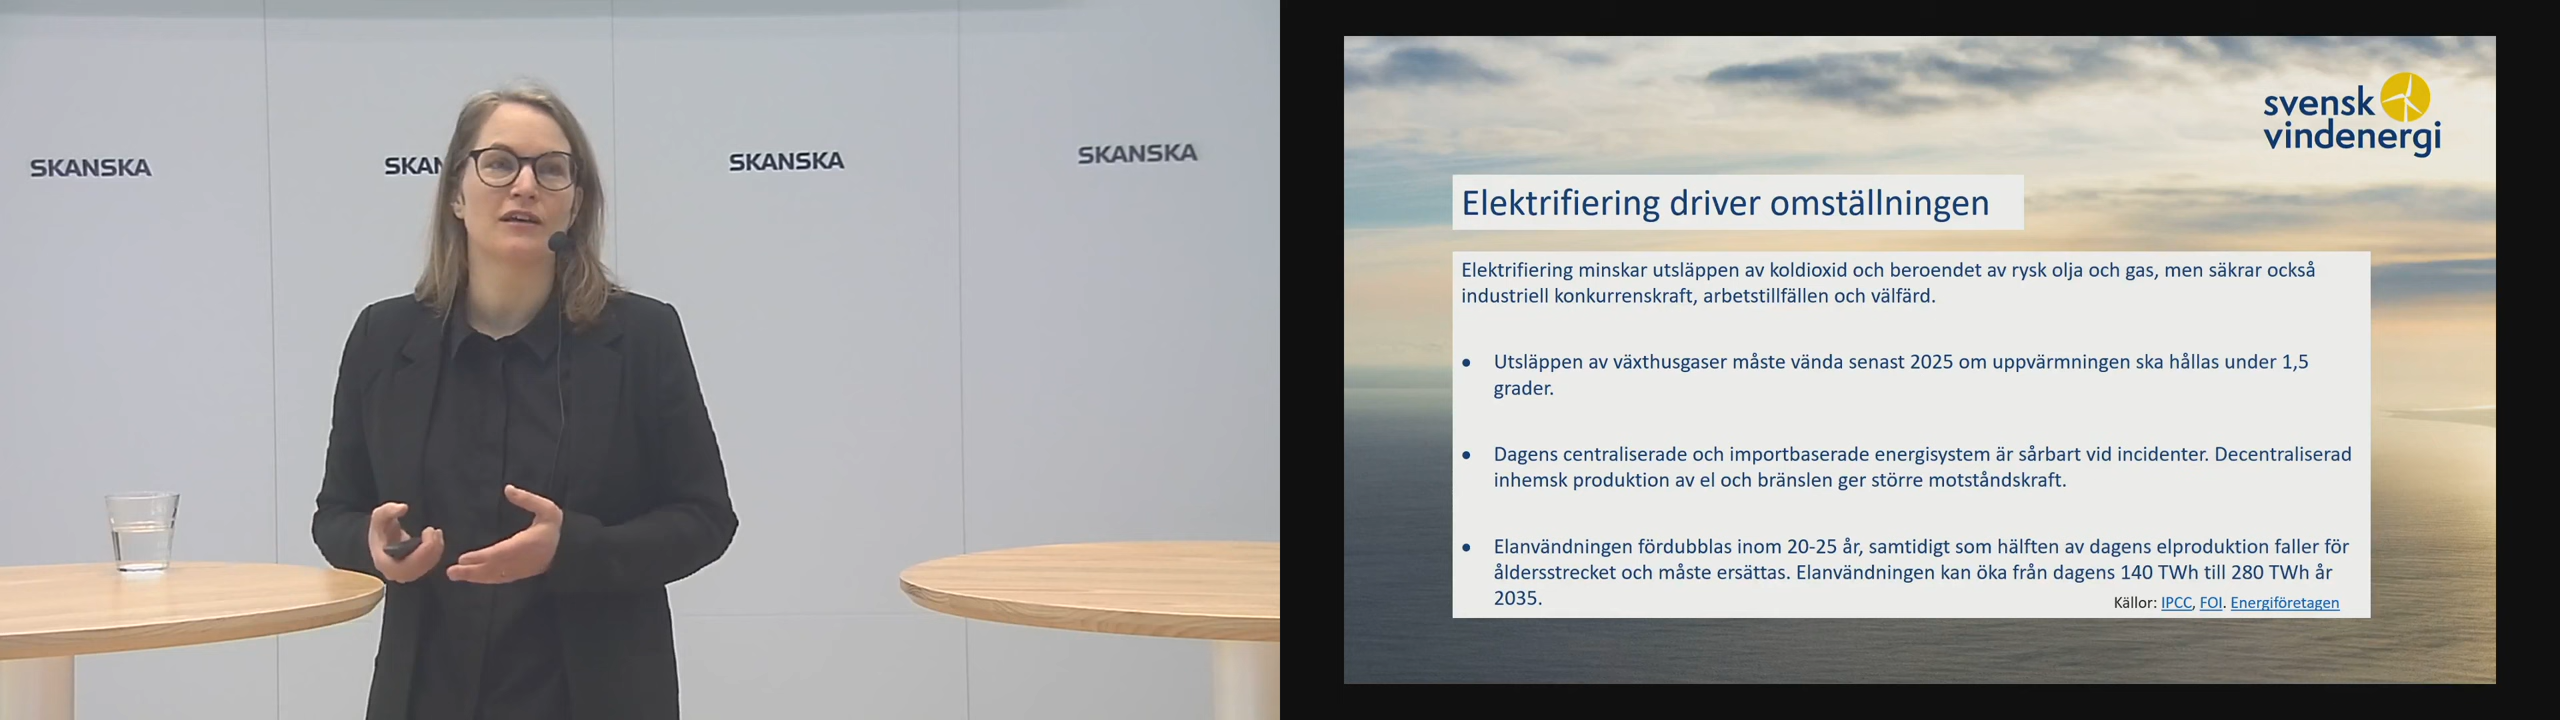 SKANSKA
SKAN
SKANSKA
SKANSKA
svensk
vindenergi
Elektrifiering driver omställningen
Elektrifiering minskar utsläppen av koldioxid och beroendet av rysk olja och gas, men säkrar också
industriell konkurrenskraft, arbetstillfällen och välfärd.
• Utsläppen av växthusgaser måste vända senast 2025 om uppvärmningen ska hållas under 1,5
grader.
• Dagens centraliserade och importbaserade energisystem är sårbart vid incidenter. Decentraliserad
inhemsk produktion av el och bränslen ger större motståndskraft.
• Elanvändningen fördubblas inom 20-25 år, samtidigt som hälften av dagens elproduktion faller för
åldersstrecket och måste ersättas. Elanvändningen kan öka från dagens 140 TWh till 280 TWh år
2035.
Källor: IPCC, FOI. Energiföretagen